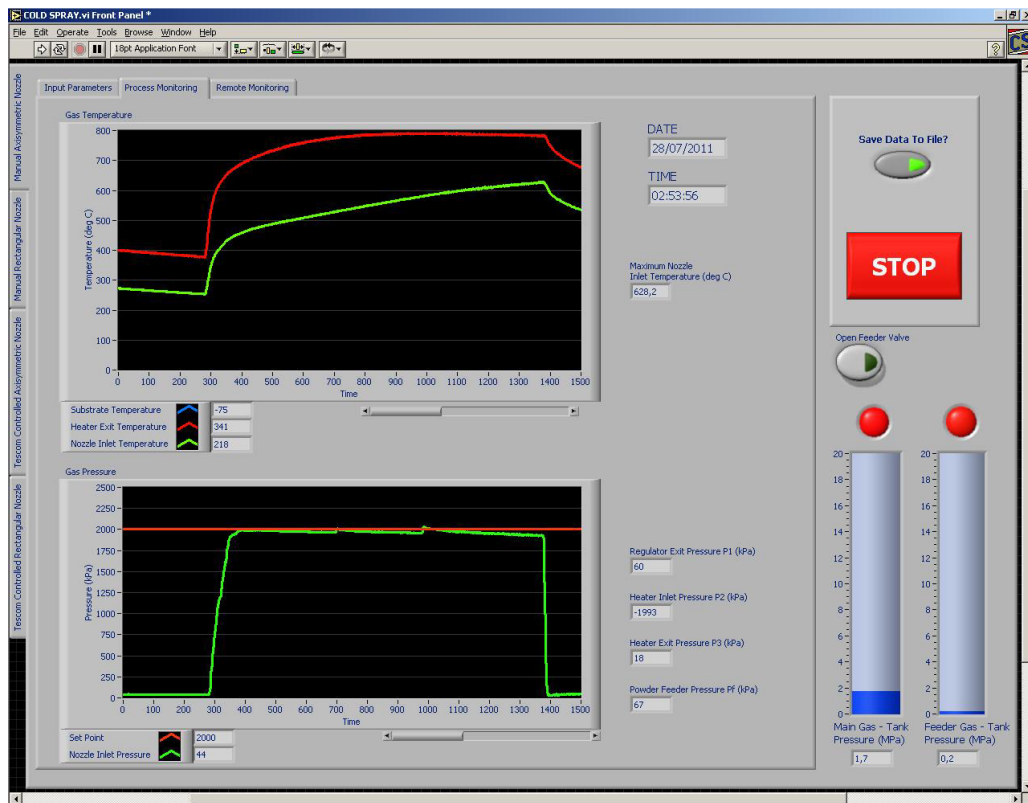 COLD SPRAY.vi Front Panel *
File Edit Operate Tools Browse Window Help
18pt Application Font
?
CS
Manual Axisymmetric Nozzle
Manual Rectangular Nozzle
Tescom Controlled Axisymmetric Nozzle
Tescom Controlled Rectangular Nozzle
Input Parameters Process Monitoring Remote Monitoring
Gas Temperature
Temperature (deg C)
800
700
600
500
400
300
200
100
0
0 100 200 300 400 500 600 700 800 900 1000 1100 1200 1300 1400 1500
Time
Substrate Temperature -75
Heater Exit Temperature 341
Nozzle Inlet Temperature 218
DATE
28/07/2011
TIME
02:53:56
Maximum Nozzle
Inlet Temperature (deg C)
628,2
Gas Pressure
Pressure (kPa)
2500
2250
2000
1750
1500
1250
1000
750
500
250
0
0 100 200 300 400 500 600 700 800 900 1000 1100 1200 1300 1400 1500
Time
Set Point 2000
Nozzle Inlet Pressure 44
Regulator Exit Pressure P1 (kPa)
60
Heater Inlet Pressure P2 (kPa)
-1993
Heater Exit Pressure P3 (kPa)
18
Powder Feeder Pressure Pf (kPa)
67
Save Data To File?
STOP
Open Feeder Valve
20 20
18 18
16 16
14 14
12 12
10 10
8 8
6 6
4 4
2 2
0 0
Main Gas - Tank
Pressure (MPa)
1,7
Feeder Gas - Tank
Pressure (MPa)
0,2